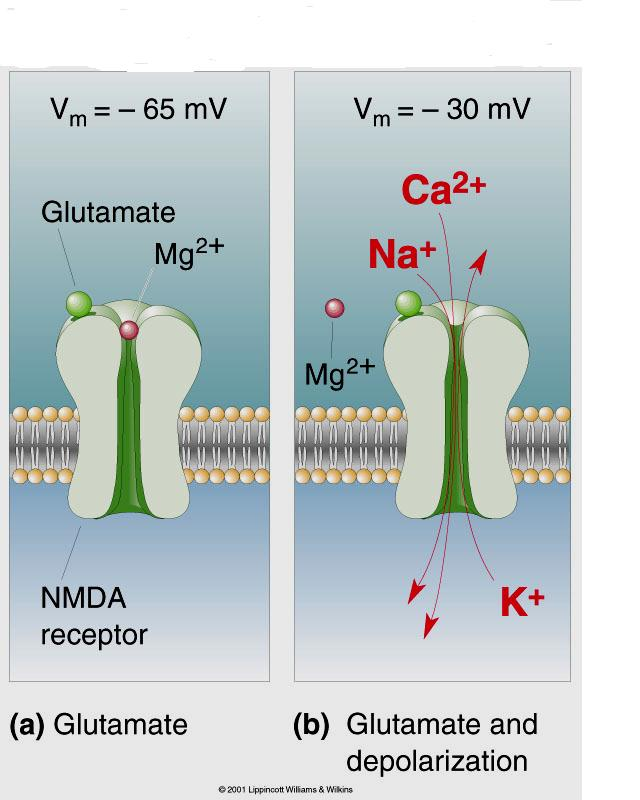 Vm = – 65 mV
Glutamate
Mg2+
NMDA
receptor
(a) Glutamate
Vm = – 30 mV
Ca2+
Na+
Mg2+
K+
(b) Glutamate and
depolarization
© 2001 Lippincott Williams & Wilkins